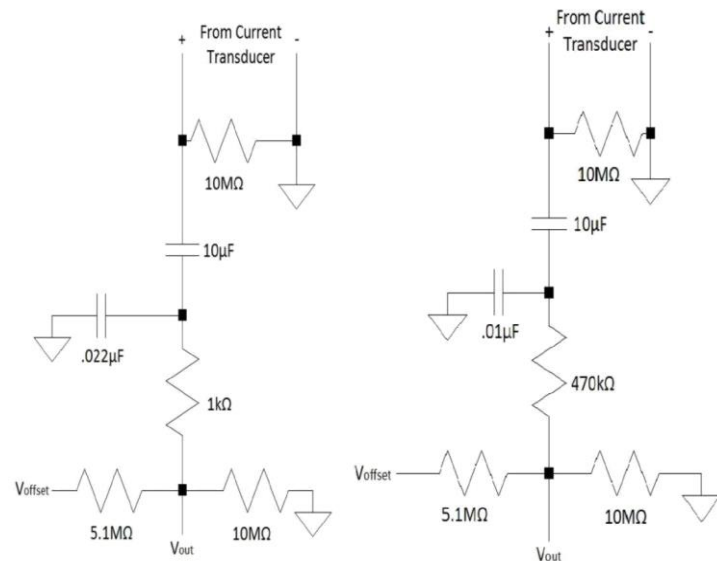 From Current
+ Transducer -
10MΩ
10µF
.022µF
1kΩ
Voffset
5.1MΩ
10MΩ
Vout
From Current
+ Transducer -
10MΩ
10µF
.01µF
470kΩ
Voffset
5.1MΩ
10MΩ
Vout